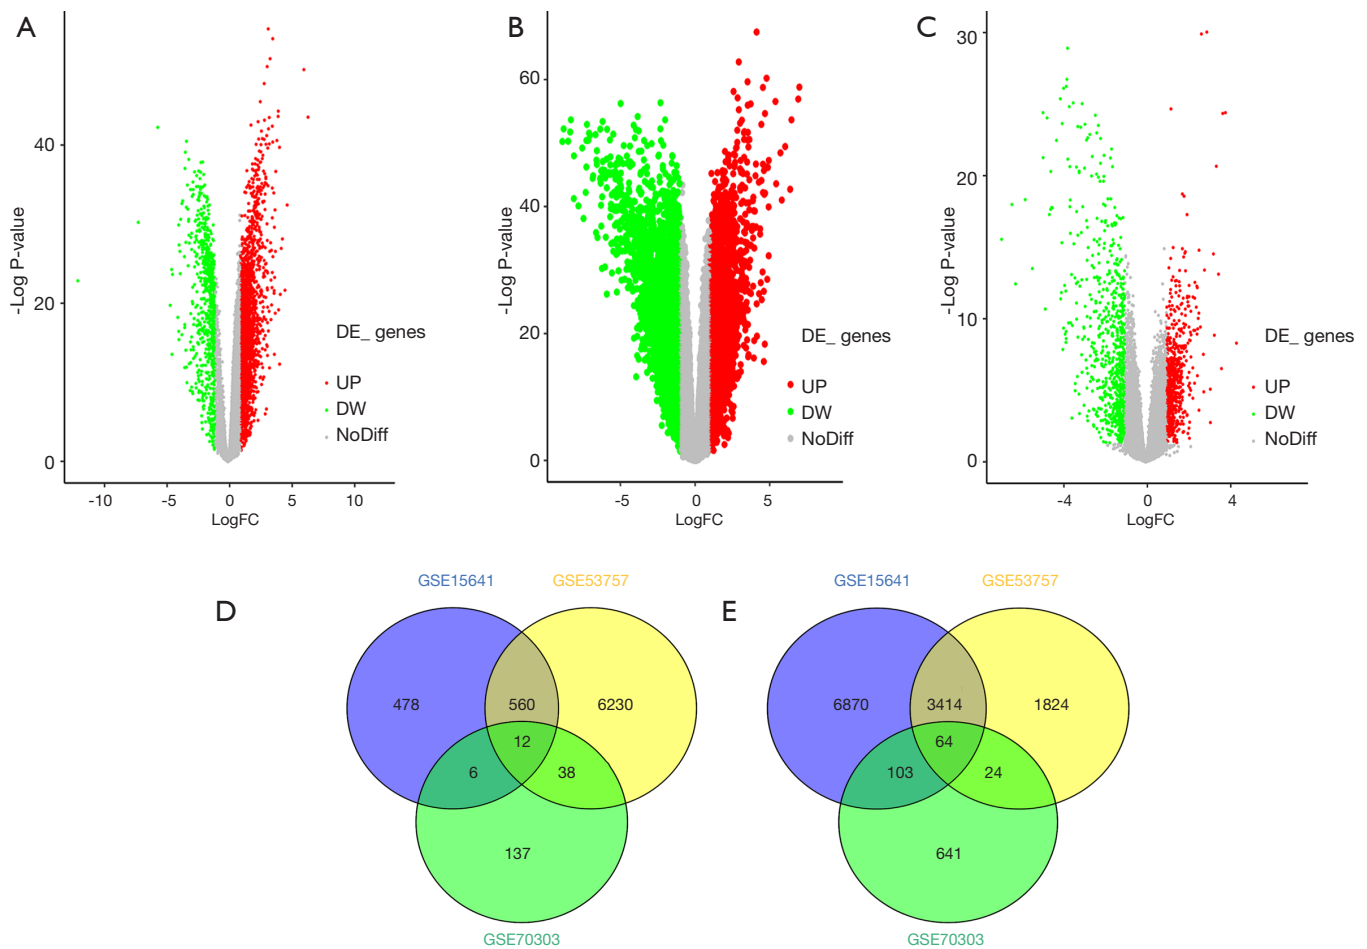 A
-Log P-value
40
20
0
-10
-5
0
5
10
LogFC
DE_ genes
UP
DW
NoDiff
B
-Log P-value
60
40
20
0
-5
0
5
LogFC
DE_ genes
UP
DW
NoDiff
C
-Log P-value
30
20
10
0
-4
0
4
LogFC
DE_ genes
UP
DW
NoDiff
D
GSE15641
GSE53757
478
560
6230
12
6
38
137
GSE70303
E
GSE15641
GSE53757
6870
3414
1824
64
103
24
641
GSE70303